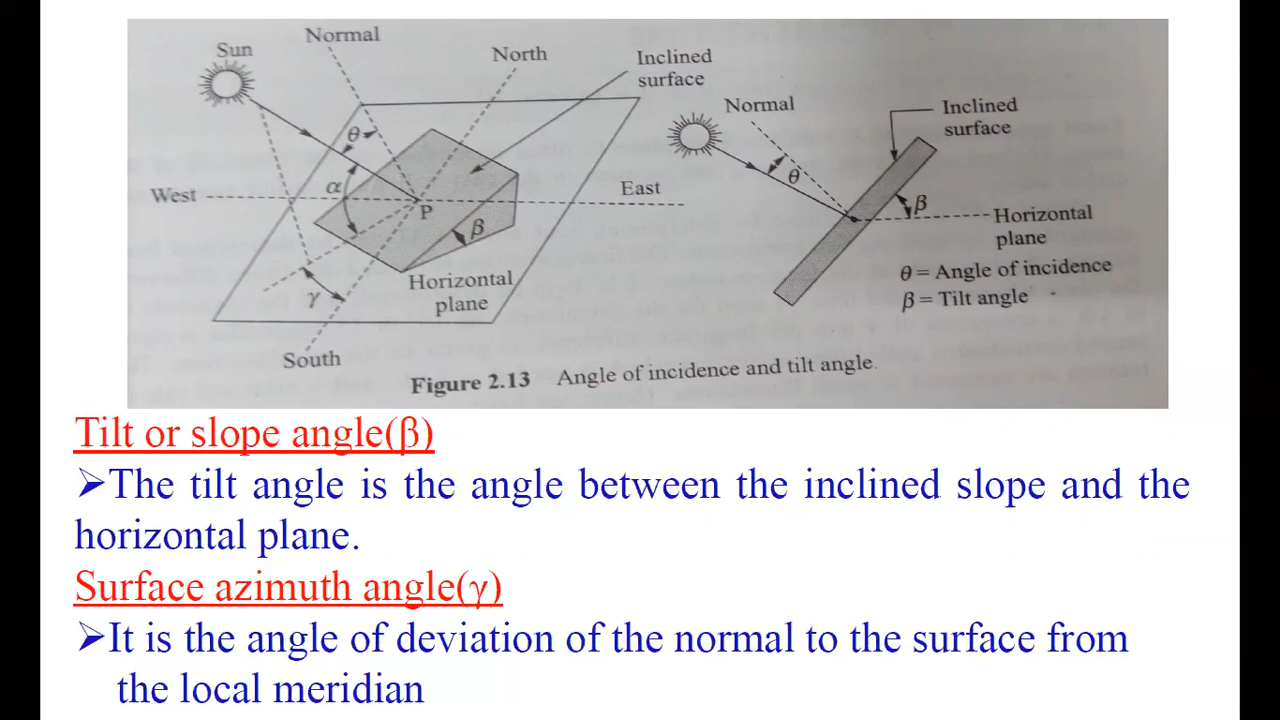 Normal
Sun
North
Inclined
surface
θ
α
West
P
East
β
γ
Horizontal
plane
South
Normal
Inclined
surface
θ
β
Horizontal
plane
θ = Angle of incidence
β = Tilt angle
Figure 2.13 Angle of incidence and tilt angle.
Tilt or slope angle(β)
➢The tilt angle is the angle between the inclined slope and the
horizontal plane.
Surface azimuth angle(γ)
➢It is the angle of deviation of the normal to the surface from
the local meridian